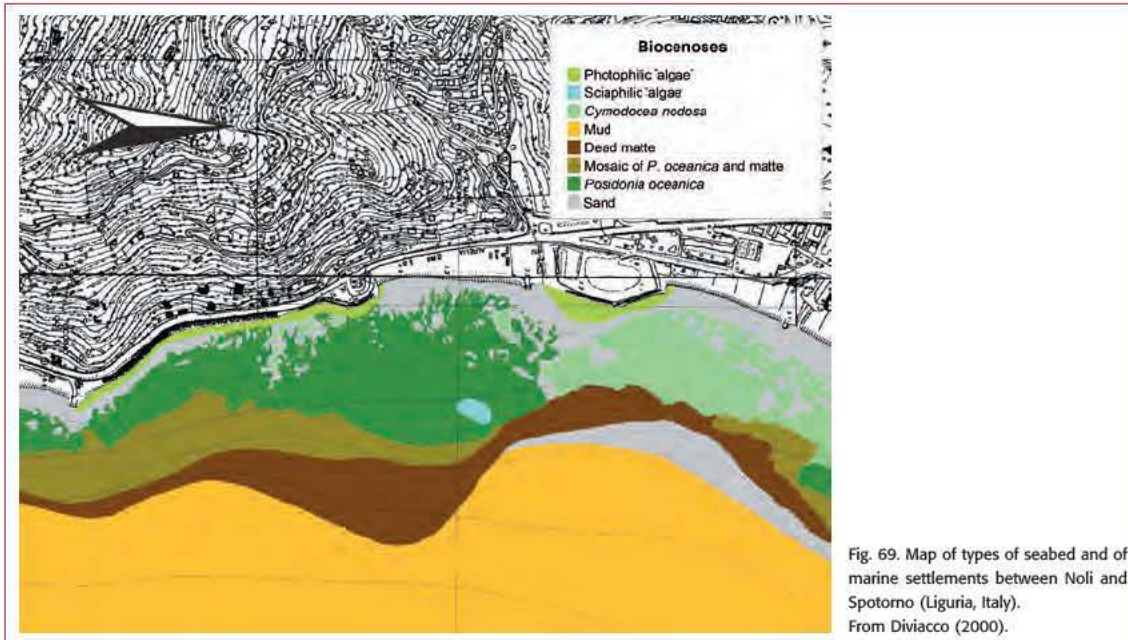 Biocenoses
Photophilic "algae"
Sciaphilic "algae"
Cymodocea nodosa
Mud
Dead matte
Mosaic of P. oceanica and matte
Posidonia oceanica
Sand
Fig. 69. Map of types of seabed and of
marine settlements between Noli and
Spotorno (Liguria, Italy).
From Diviacco (2000).